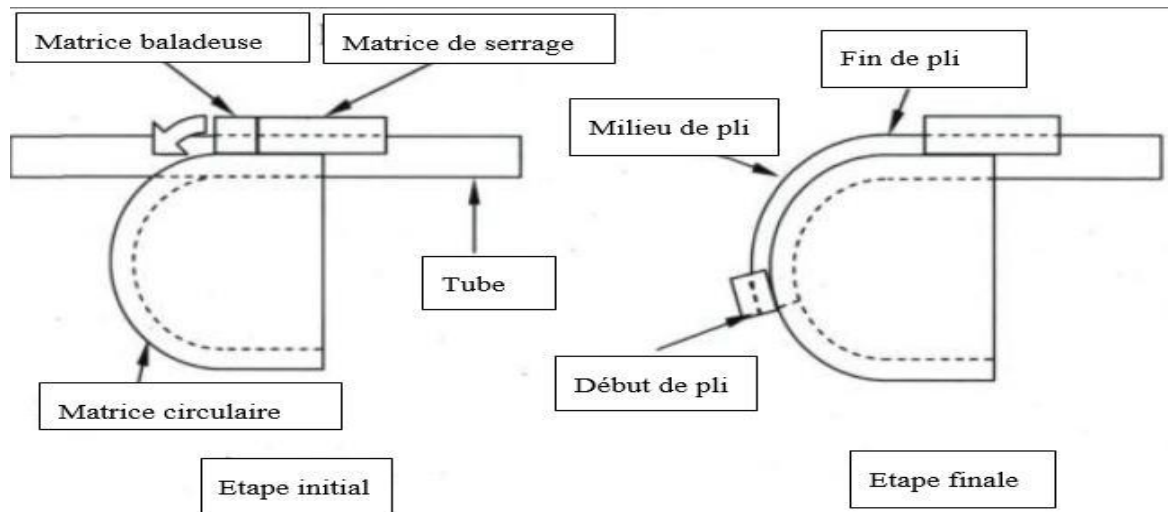 Matrice baladeuse
Matrice de serrage
Fin de pli
Milieu de pli
Tube
Début de pli
Matrice circulaire
Etape initial
Etape finale